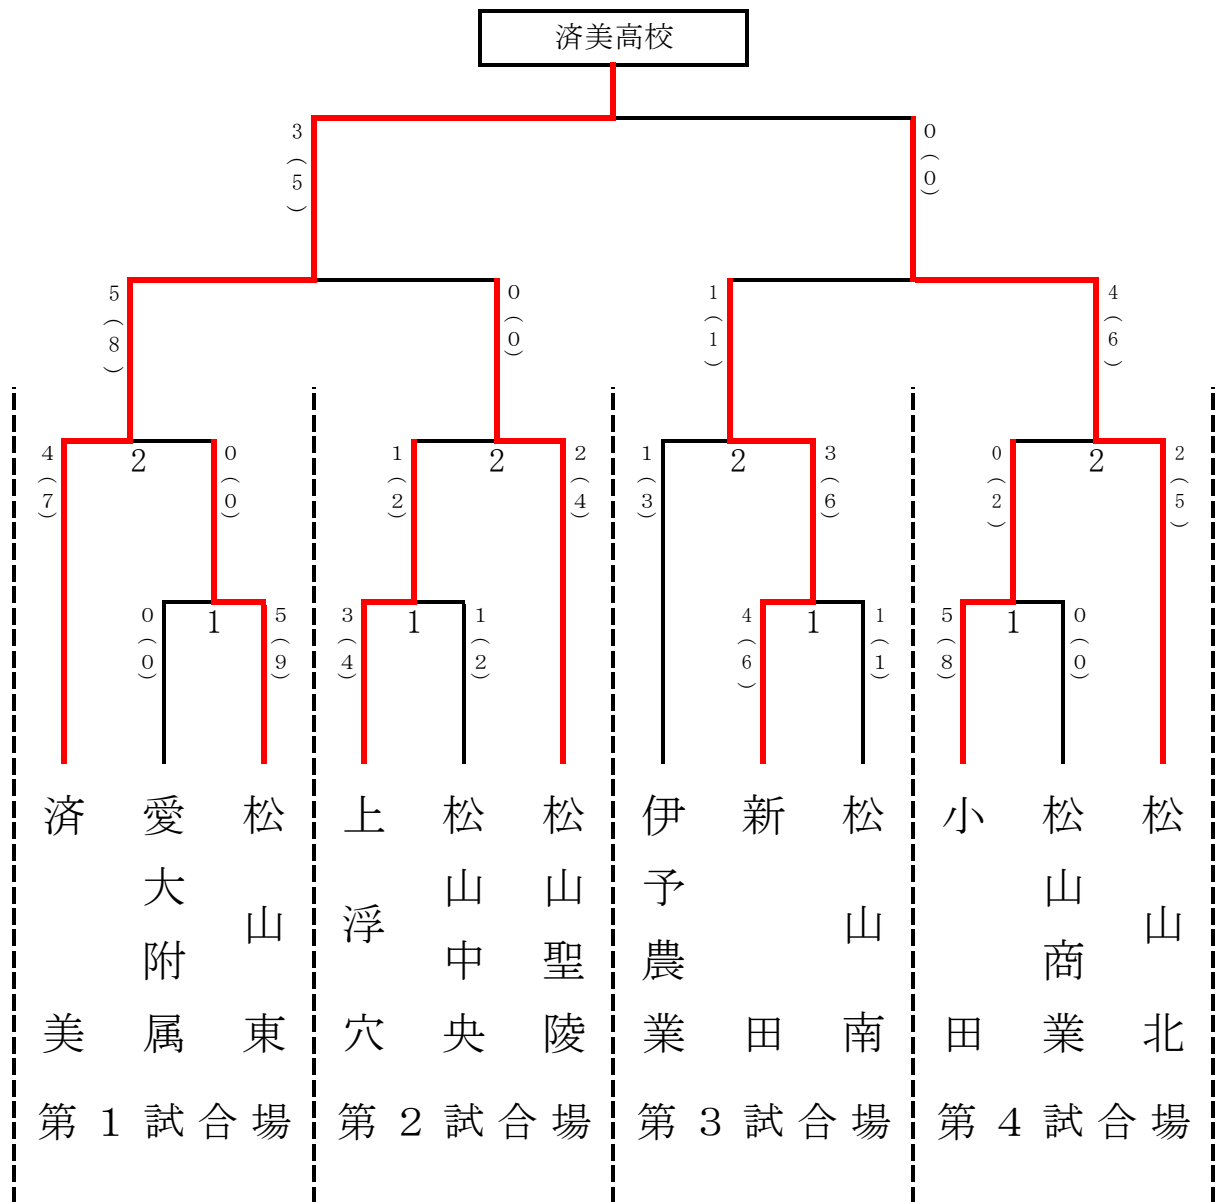 済美高校
3(5)
0(0)
5(8)
0(0)
1(1)
4(6)
4(7)
2
0(0)
1(2)
2
2(4)
1(3)
2
3(6)
0(2)
2
2(5)
0(0)
1
5(9)
3(4)
1
1(2)
4(6)
1
1(1)
5(8)
1
0(0)
済美
愛大附属
松山東
上浮穴
松山中央
松山聖陵
伊予農業
新田
松山南
小田
松山商業
松山北
第1試合場
第2試合場
第3試合場
第4試合場